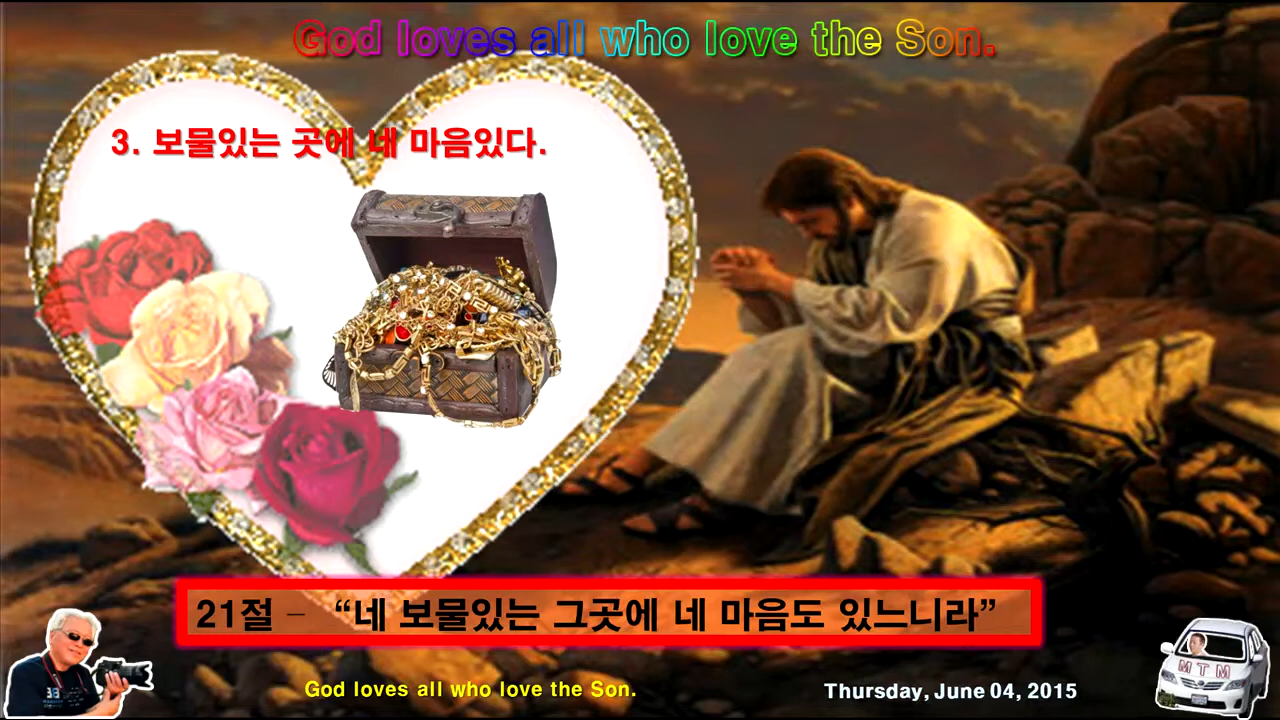 God loves all who love the Son.
3. 보물있는 곳에 네 마음있다.
21절 – “네 보물있는 그곳에 네 마음도 있느니라”
God loves all who love the Son.
Thursday, June 04, 2015
M T M